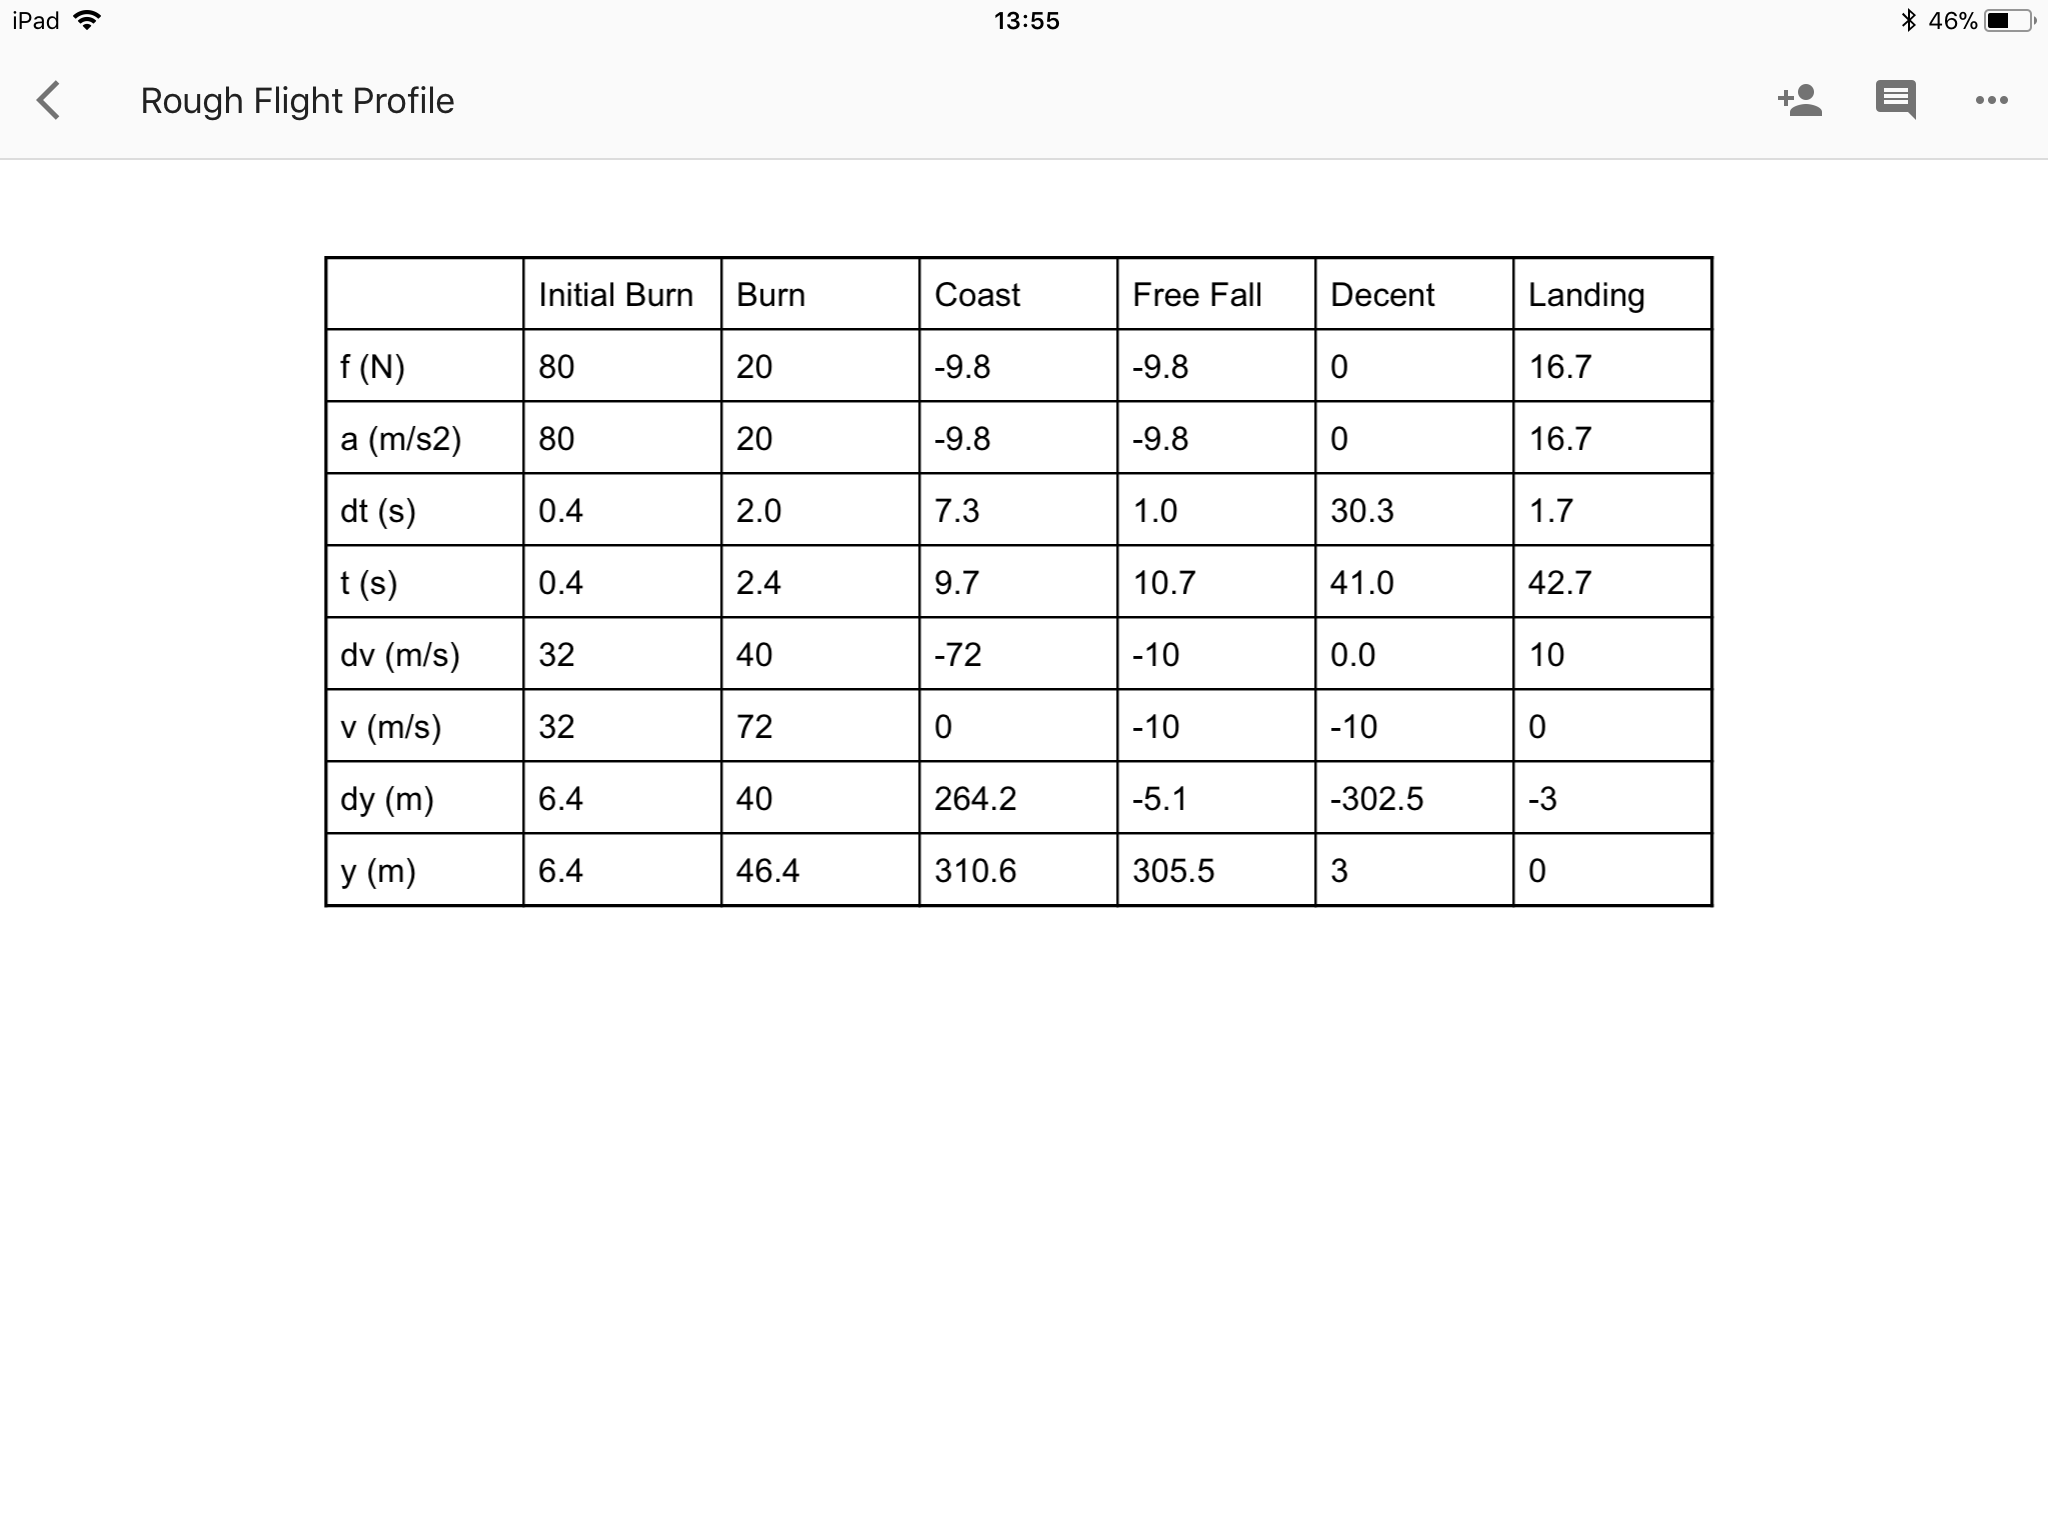 iPad 13:55 46%
Rough Flight Profile
Initial Burn Burn Coast Free Fall Decent Landing
f (N) 80 20 -9.8 -9.8 0 16.7
a (m/s2) 80 20 -9.8 -9.8 0 16.7
dt (s) 0.4 2.0 7.3 1.0 30.3 1.7
t (s) 0.4 2.4 9.7 10.7 41.0 42.7
dv (m/s) 32 40 -72 -10 0.0 10
v (m/s) 32 72 0 -10 -10 0
dy (m) 6.4 40 264.2 -5.1 -302.5 -3
y (m) 6.4 46.4 310.6 305.5 3 0